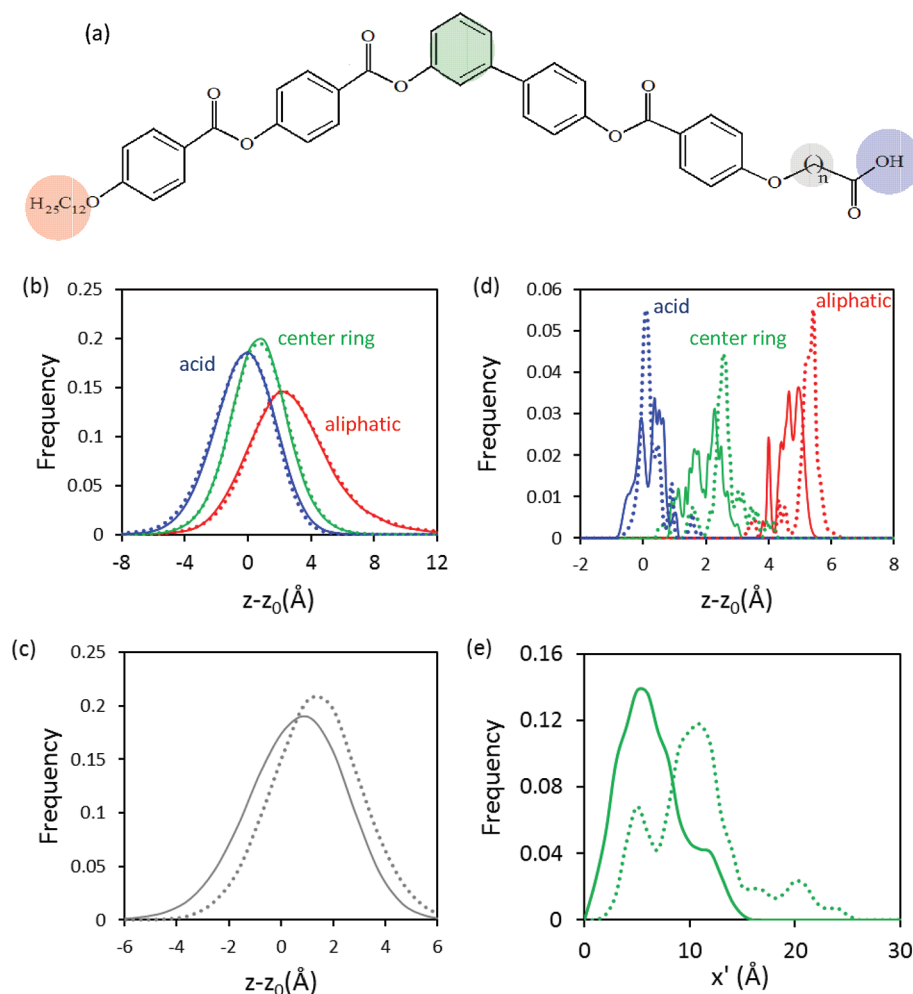 (a)
O
O
O
O
O
O
O
H25C12O
O
( )n
OH
O
(b)
0.25
0.2
0.15
0.1
0.05
0
Frequency
acid
center ring
aliphatic
-8 -4 0 4 8 12
z-z0(Å)
(d)
0.06
0.05
0.04
0.03
0.02
0.01
0
Frequency
acid
center ring
aliphatic
-2 0 2 4 6 8
z-z0(Å)
(c)
0.25
0.2
0.15
0.1
0.05
0
Frequency
-6 -4 -2 0 2 4 6
z-z0(Å)
(e)
0.16
0.12
0.08
0.04
0
Frequency
0 10 20 30
x' (Å)